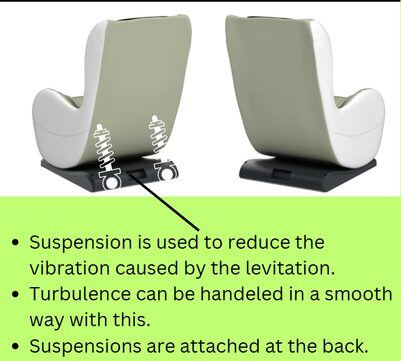 • Suspension is used to reduce the
vibration caused by the levitation.
• Turbulence can be handeled in a smooth
way with this.
• Suspensions are attached at the back.